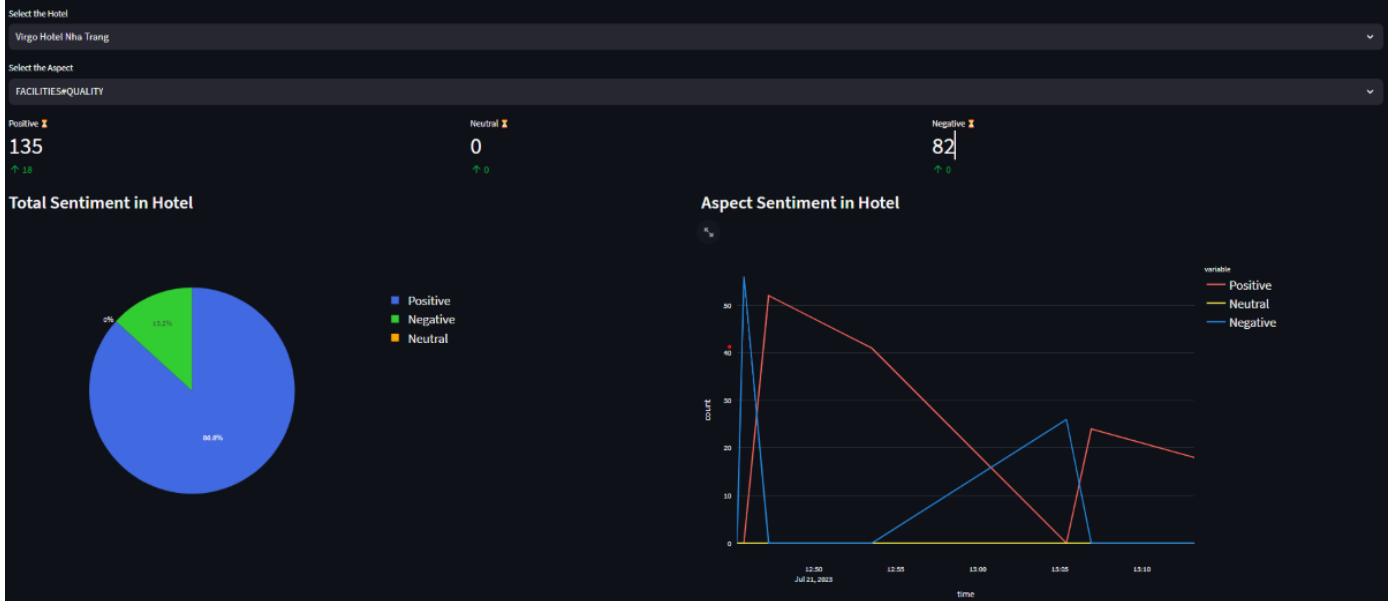 Select the Hotel
Virgo Hotel Nha Trang
Select the Aspect
FACILITIES#QUALITY
Positive ⏳ Neutral ⏳ Negative ⏳
135 0 82
↑ 18 ↑ 0 ↑ 0
Total Sentiment in Hotel
0%
13.2%
86.8%
Positive
Negative
Neutral
Aspect Sentiment in Hotel
variable
Positive
Neutral
Negative
50
40
30
20
10
0
count
12:50 12:55 13:00 13:05 13:10
Jul 21, 2023
time